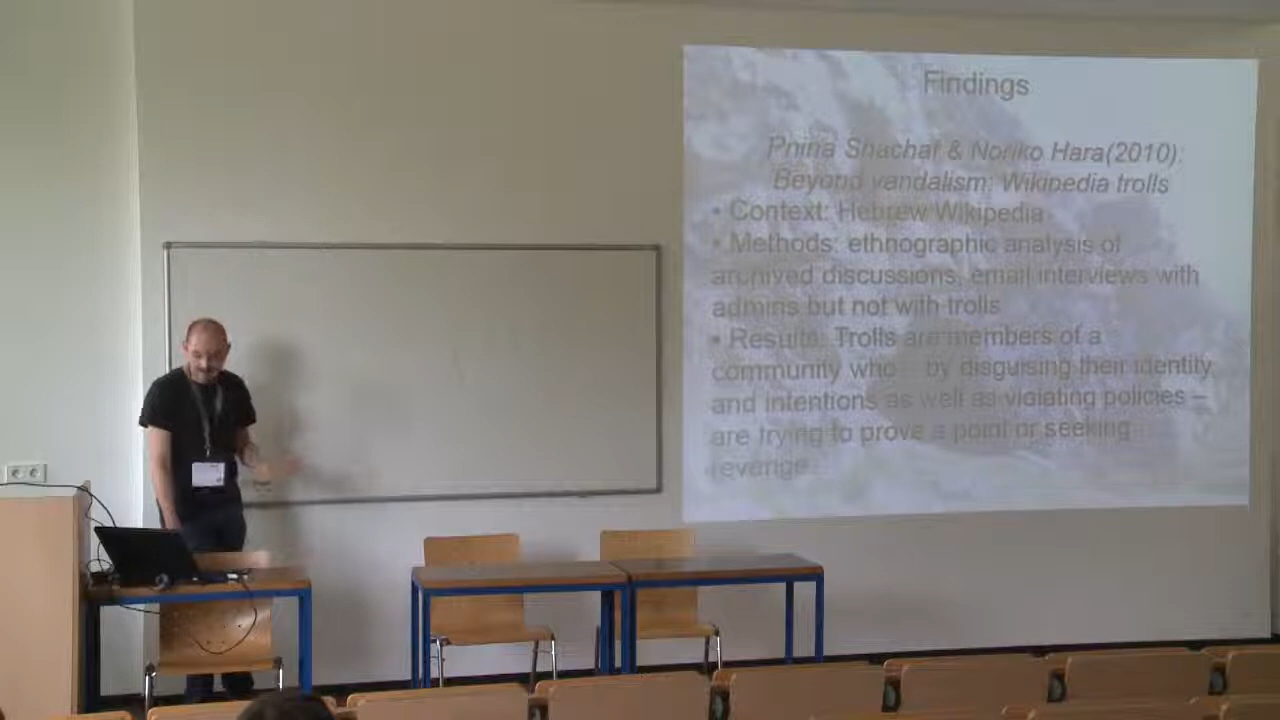 Findings
Pnina Shachaf & Noriko Hara(2010):
Beyond vandalism: Wikipedia trolls
• Context: Hebrew Wikipedia
• Methods: ethnographic analysis of
archived discussions, email interviews with
admins but not with trolls
• Results: Trolls are members of a
community who – by disguising their identity
and intentions as well as violating policies –
are trying to prove a point or seeking
revenge.